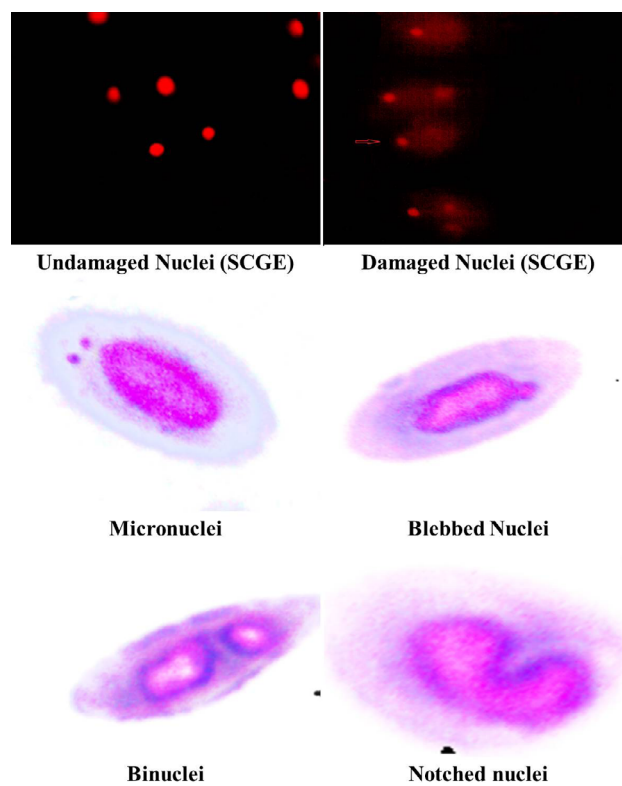 Undamaged Nuclei (SCGE)
Damaged Nuclei (SCGE)
Micronuclei
Blebbed Nuclei
Binuclei
Notched nuclei